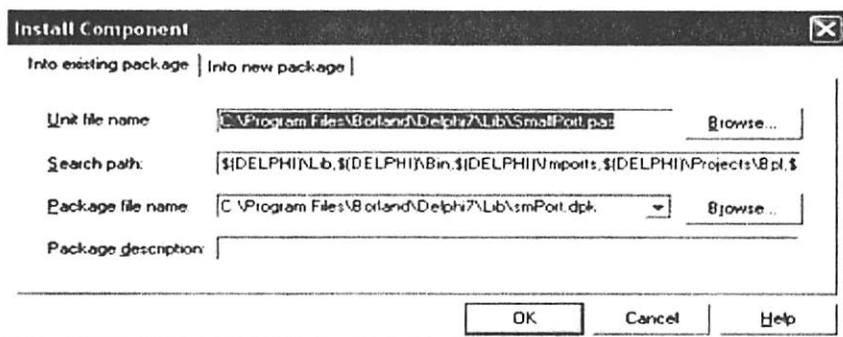 Install Component
Into existing package | Into new package
Unit file name C:\Program Files\Borland\Delphi7\Lib\SmallPort.pas Browse...
Search path: $(DELPHI)\Lib,$(DELPHI)\Bin,$(DELPHI)\Imports,$(DELPHI)\Projects\Bpl,$
Package file name C:\Program Files\Borland\Delphi7\Lib\smPort.dpk Browse...
Package description:
OK Cancel Help